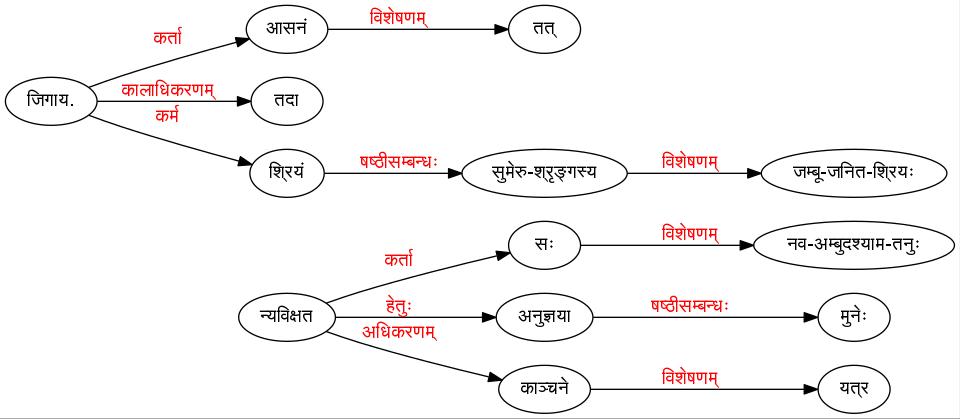 कर्ता
आसनं
विशेषणम्
तत्
जिगाय.
कालाधिकरणम्
तदा
कर्म
श्रियं
षष्ठीसम्बन्धः
सुमेरु-शृङ्गस्य
विशेषणम्
जम्बू-जनित-श्रियः
कर्ता
सः
विशेषणम्
नव-अम्बुदश्याम-तनुः
न्यविक्षत
हेतुः
अनुज्ञया
षष्ठीसम्बन्धः
मुनेः
अधिकरणम्
काञ्चने
विशेषणम्
यत्र